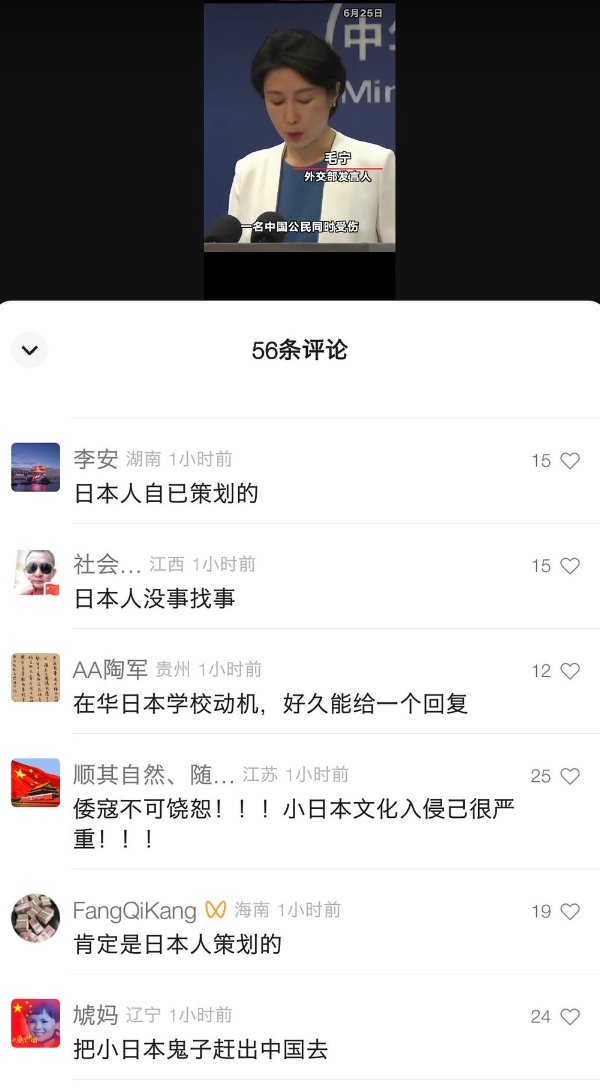 6月25日
中
Min
毛宁
外交部发言人
一名中国公民同时受伤
56条评论
李安 湖南 1小时前
15
日本人自已策划的
社会… 江西 1小时前
15
日本人没事找事
AA陶军 贵州 1小时前
12
在华日本学校动机，好久能给一个回复
顺其自然、随… 江苏 1小时前
25
倭寇不可饶恕！！！小日本文化入侵己很严
重！！！
FangQiKang 海南 1小时前
19
肯定是日本人策划的
虓妈 辽宁 1小时前
24
把小日本鬼子赶出中国去